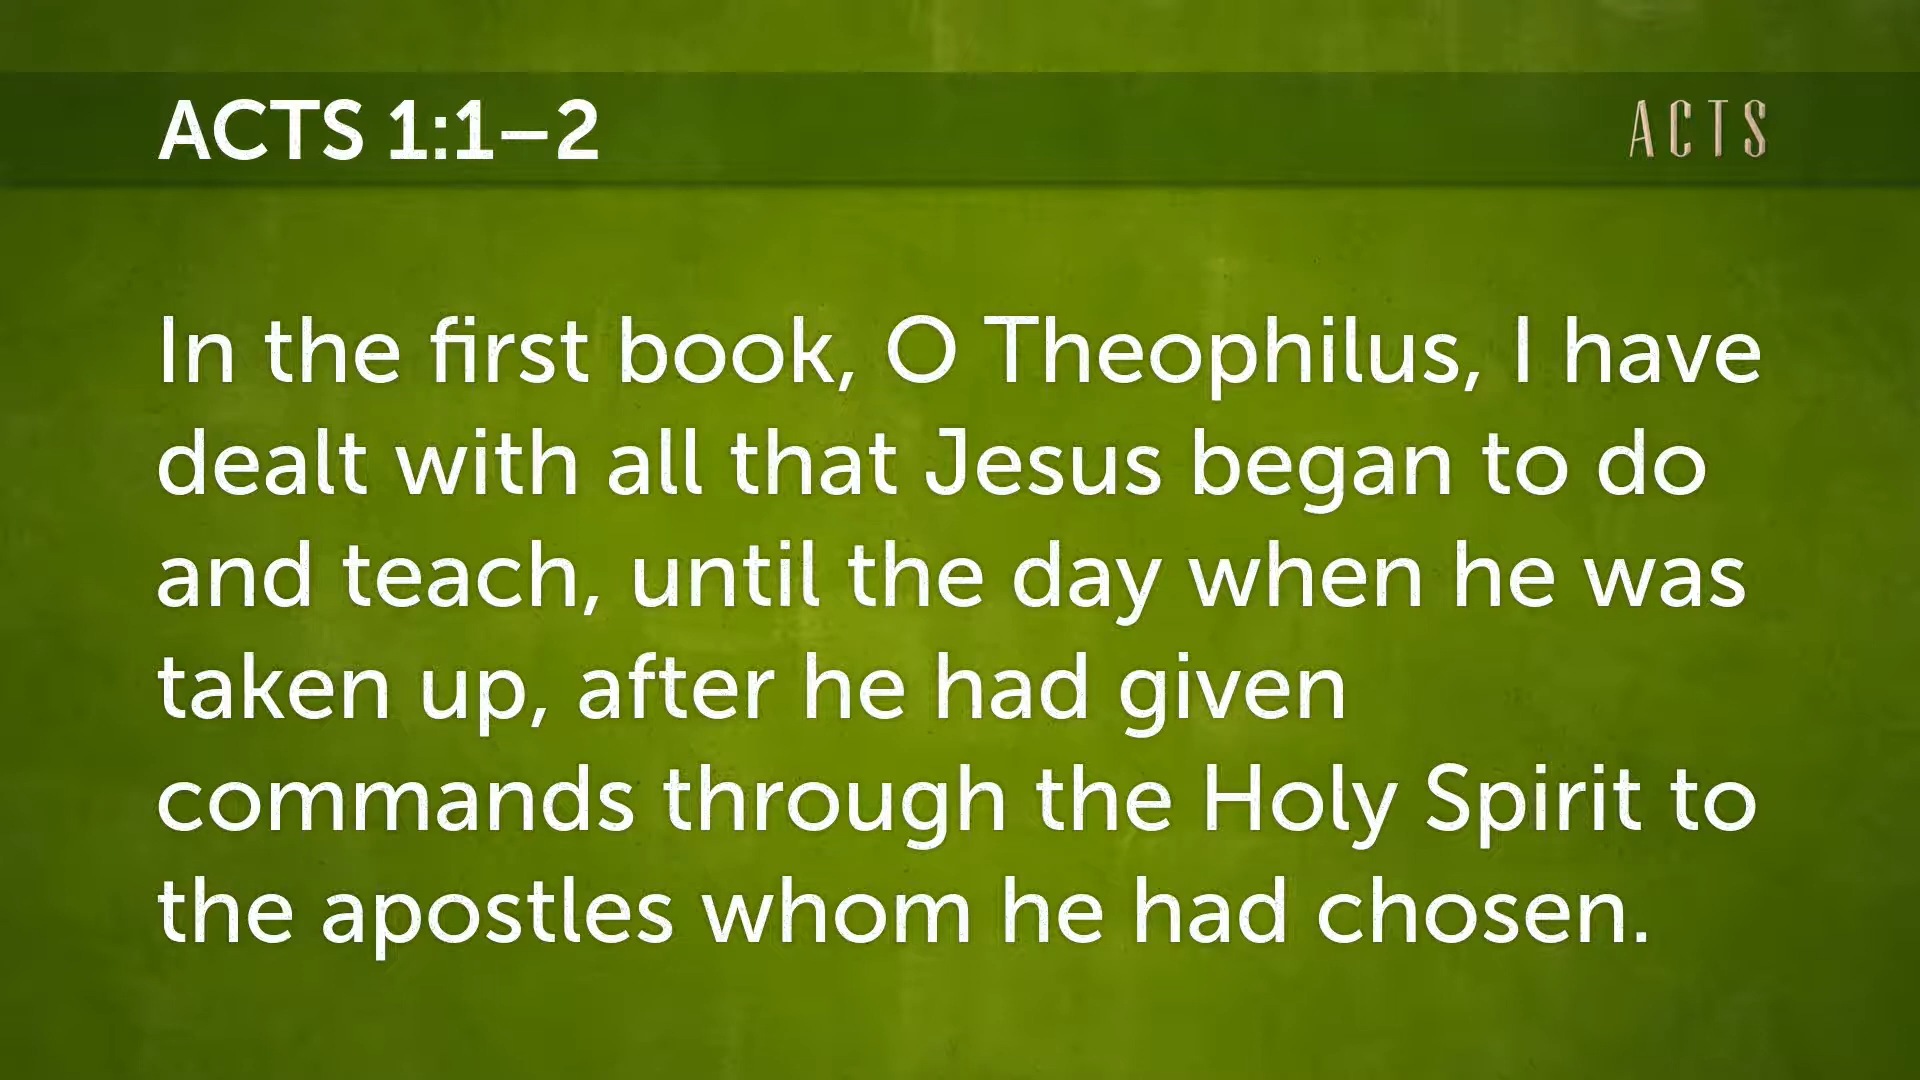 ACTS 1:1–2
ACTS
In the first book, O Theophilus, I have
dealt with all that Jesus began to do
and teach, until the day when he was
taken up, after he had given
commands through the Holy Spirit to
the apostles whom he had chosen.